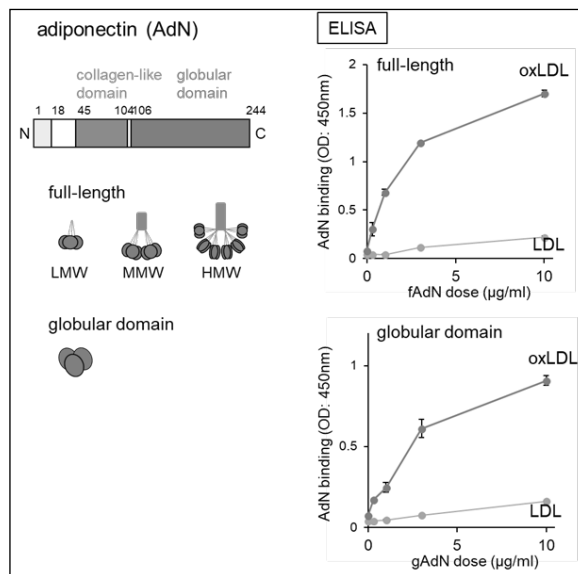 adiponectin (AdN)
collagen-like domain
globular domain
1 18 45 104 106 244
N C
full-length
LMW MMW HMW
globular domain
ELISA
full-length
oxLDL
LDL
AdN binding (OD: 450nm)
2
1.5
1
0.5
0
0 5 10
fAdN dose (μg/ml)
globular domain
oxLDL
LDL
AdN binding (OD: 450nm)
1
0.5
0
0 5 10
gAdN dose (μg/ml)